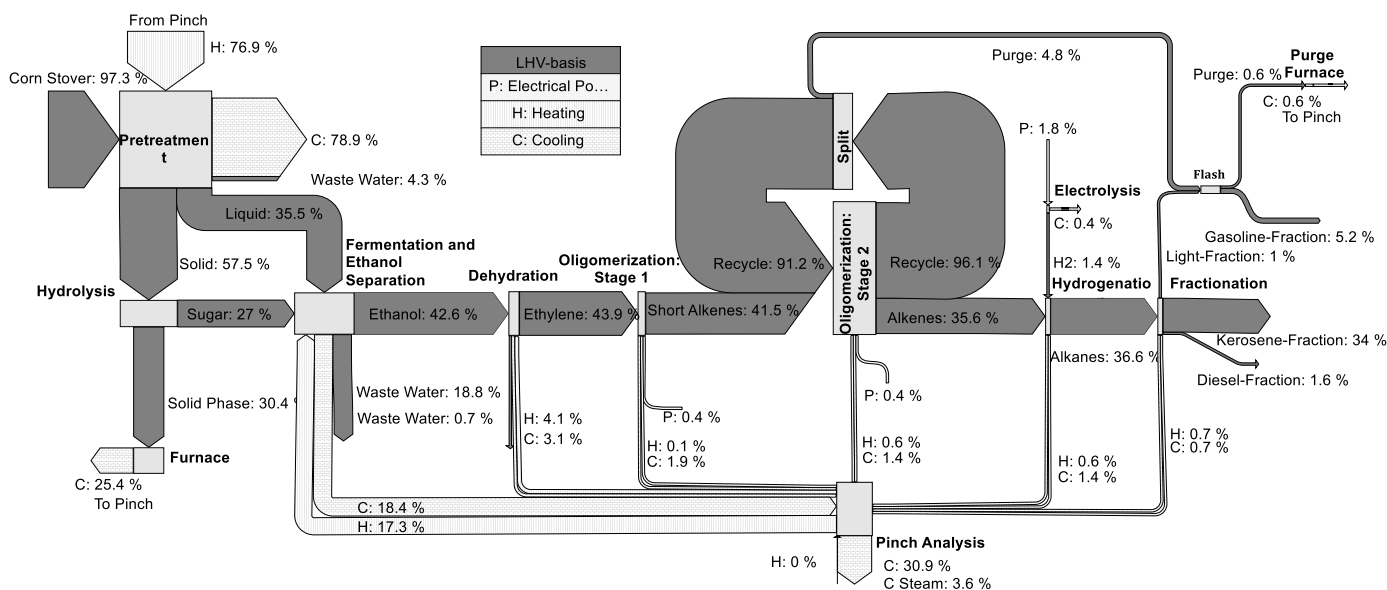 From Pinch
H: 76.9 %
Corn Stover: 97.3 %
Pretreatmen
t
C: 78.9 %
Waste Water: 4.3 %
Liquid: 35.5 %
Solid: 57.5 %
LHV-basis
P: Electrical Po…
H: Heating
C: Cooling
Purge: 4.8 %
Purge
Furnace
Purge: 0.6 %
C: 0.6 %
To Pinch
Split
P: 1.8 %
Electrolysis
C: 0.4 %
H2: 1.4 %
Flash
Gasoline-Fraction: 5.2 %
Light-Fraction: 1 %
Fermentation and
Ethanol
Separation
Dehydration
Oligomerization:
Stage 1
Recycle: 91.2 %
Oligomerization:
Stage 2
Recycle: 96.1 %
Hydrogenatio
Fractionation
Hydrolysis
Sugar: 27 %
Ethanol: 42.6 %
Ethylene: 43.9 %
Short Alkenes: 41.5 %
Alkenes: 35.6 %
Alkanes: 36.6 %
Kerosene-Fraction: 34 %
Diesel-Fraction: 1.6 %
Solid Phase: 30.4
Waste Water: 18.8 %
Waste Water: 0.7 %
H: 4.1 %
C: 3.1 %
P: 0.4 %
H: 0.1 %
C: 1.9 %
P: 0.4 %
H: 0.6 %
C: 1.4 %
H: 0.6 %
C: 1.4 %
H: 0.7 %
C: 0.7 %
Furnace
C: 25.4 %
To Pinch
C: 18.4 %
H: 17.3 %
Pinch Analysis
H: 0 %
C: 30.9 %
C Steam: 3.6 %